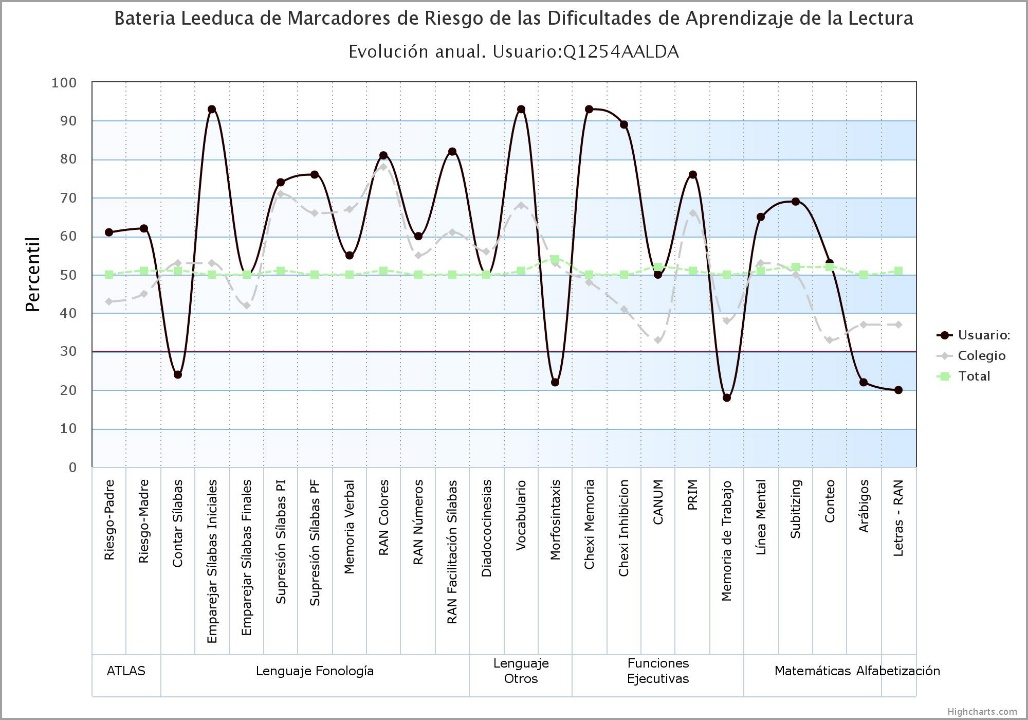 Bateria Leeduca de Marcadores de Riesgo de las Dificultades de Aprendizaje de la Lectura
Evolución anual. Usuario:Q1254AALDA
Percentil
100
90
80
70
60
50
40
30
20
10
0
Riesgo-Padre
Riesgo-Madre
Contar Sílabas
Emparejar Sílabas Iniciales
Emparejar Sílabas Finales
Supresión Sílabas PI
Supresión Sílabas PF
Memoria Verbal
RAN Colores
RAN Números
RAN Facilitación Sílabas
Diadococinesias
Vocabulario
Morfosintaxis
Chexi Memoria
Chexi Inhibicion
CANUM
PRIM
Memoria de Trabajo
Línea Mental
Subitizing
Conteo
Arábigos
Letras - RAN
ATLAS
Lenguaje Fonología
Lenguaje
Otros
Funciones
Ejecutivas
Matemáticas
Alfabetización
Usuario:
Colegio
Total
Highcharts.com